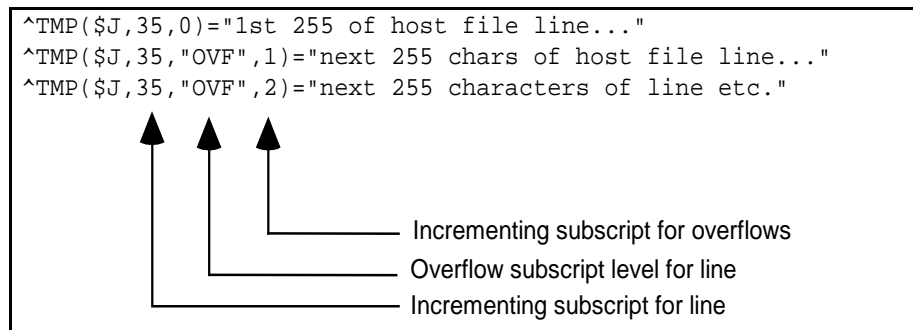 ^TMP($J,35,0)="1st 255 of host file line..."
^TMP($J,35,"OVF",1)="next 255 chars of host file line..."
^TMP($J,35,"OVF",2)="next 255 characters of line etc."
Incrementing subscript for overflows
Overflow subscript level for line
Incrementing subscript for line